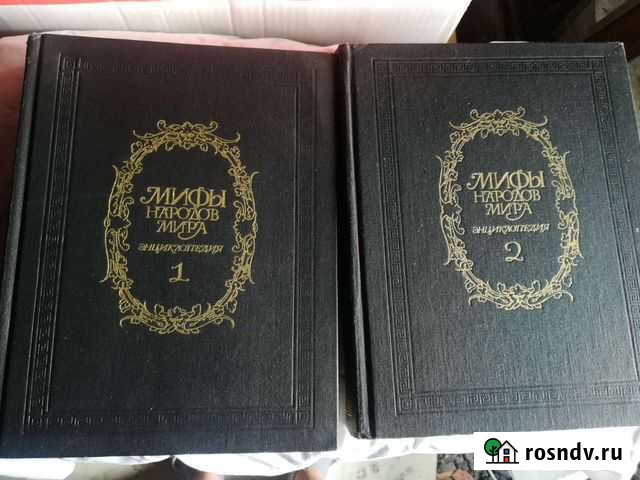 МИФЫ
НАРОДОВ
МИРА
ЭНЦИКЛОПЕДИЯ
1
МИФЫ
НАРОДОВ
МИРА
ЭНЦИКЛОПЕДИЯ
2
rosndv.ru